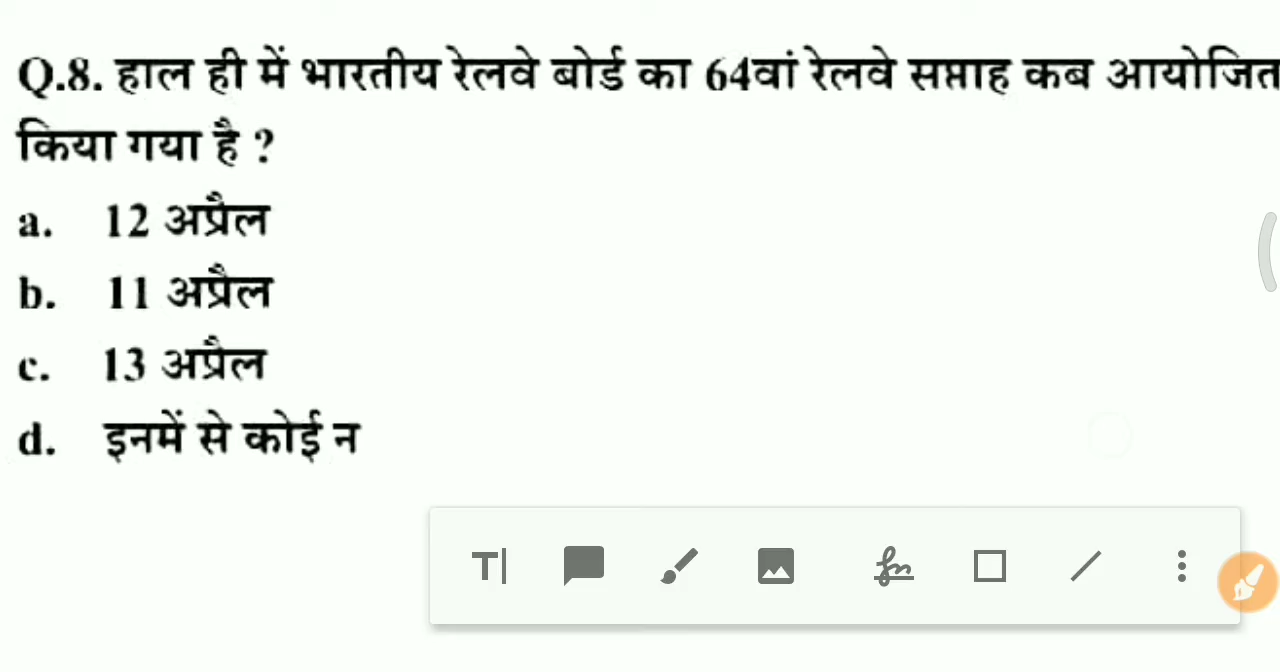 Q.8. हाल ही में भारतीय रेलवे बोर्ड का 64वां रेलवे सप्ताह कब आयोजित
किया गया है ?
a. 12 अप्रैल
b. 11 अप्रैल
c. 13 अप्रैल
d. इनमें से कोई न
T|